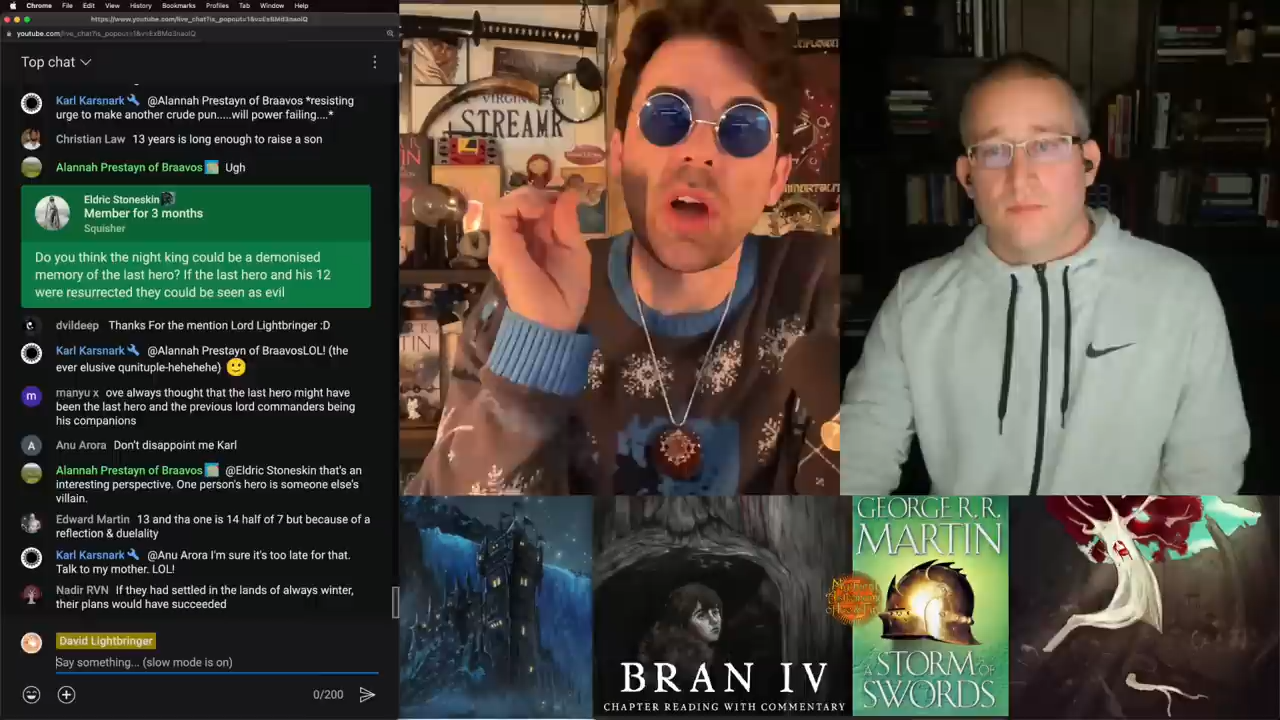 Chrome File Edit View History Bookmarks Profiles Tab Window Help
Top chat
Karl Karsnark @Alannah Prestayn of Braavos *resisting
urge to make another crude pun.....will power failing....*
Christian Law 13 years is long enough to raise a son
Alannah Prestayn of Braavos Ugh
Eldric Stoneskin
Member for 3 months
Squisher
Do you think the night king could be a demonised
memory of the last hero? If the last hero and his 12
were resurrected they could be seen as evil
dvildeep Thanks For the mention Lord Lightbringer :D
Karl Karsnark @Alannah Prestayn of BraavosLOL! (the
ever elusive qunituple-hehehehe)
manyu x ove always thought that the last hero might have
been the last hero and the previous lord commanders being
his companions
Anu Arora Don't disappoint me Karl
Alannah Prestayn of Braavos @Eldric Stoneskin that's an
interesting perspective. One person's hero is someone else's
villain.
Edward Martin 13 and tha one is 14 half of 7 but because of a
reflection & duelality
Karl Karsnark @Anu Arora I'm sure it's too late for that.
Talk to my mother. LOL!
Nadir RVN If they had settled in the lands of always winter,
their plans would have succeeded
David Lightbringer
Say something... (slow mode is on)
0/200
VIRGIN
STREAMR
BRAN IV
CHAPTER READING WITH COMMENTARY
GEORGE R.R.
MARTIN
A STORM OF
SWORDS